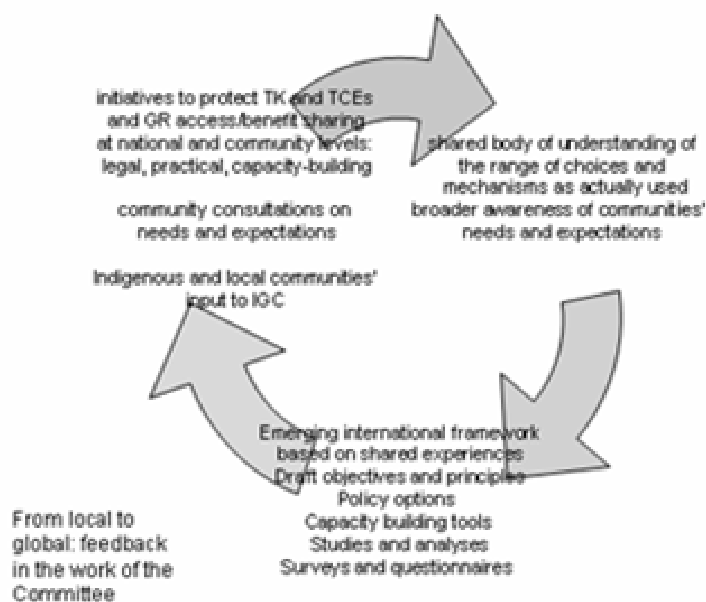 initiatives to protect TK and TCEs
and GR access/benefit sharing
at national and community levels:
legal, practical, capacity-building
community consultations on
needs and expectations
Indigenous and local communities'
input to IGC
shared body of understanding of
the range of choices and
mechanisms as actually used
broader awareness of communities'
needs and expectations
Emerging international framework
based on shared experiences
Draft objectives and principles
Policy options
Capacity building tools
Studies and analyses
Surveys and questionnaires
From local to
global: feedback
in the work of the
Committee